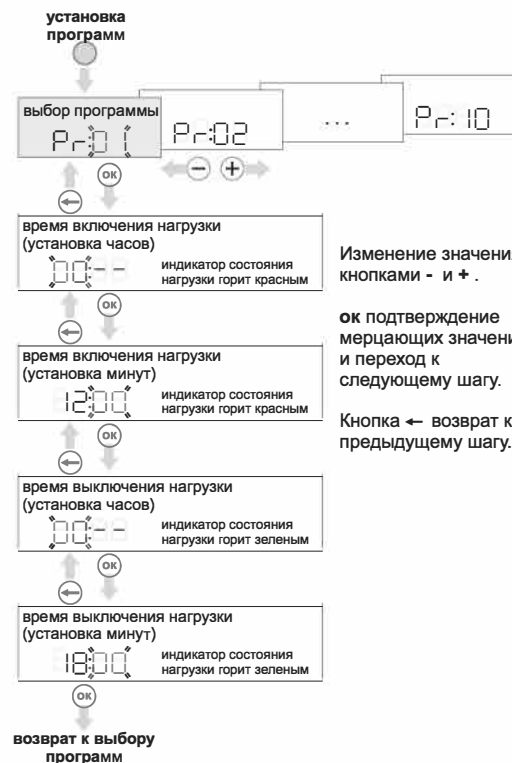 установка
программ
выбор программы
Pr:01
Pr:02
...
Pr:10
− +
ок
←
время включения нагрузки
(установка часов)
00:--
индикатор состояния
нагрузки горит красным
Изменение значения
кнопками - и + .
ок подтверждение
мерцающих значени
и переход к
следующему шагу.
Кнопка ← возврат к
предыдущему шагу.
ок
←
время включения нагрузки
(установка минут)
12:00
индикатор состояния
нагрузки горит красным
ок
←
время выключения нагрузки
(установка часов)
00:--
индикатор состояния
нагрузки горит зеленым
ок
←
время выключения нагрузки
(установка минут)
18:00
индикатор состояния
нагрузки горит зеленым
ок
возврат к выбору
программ